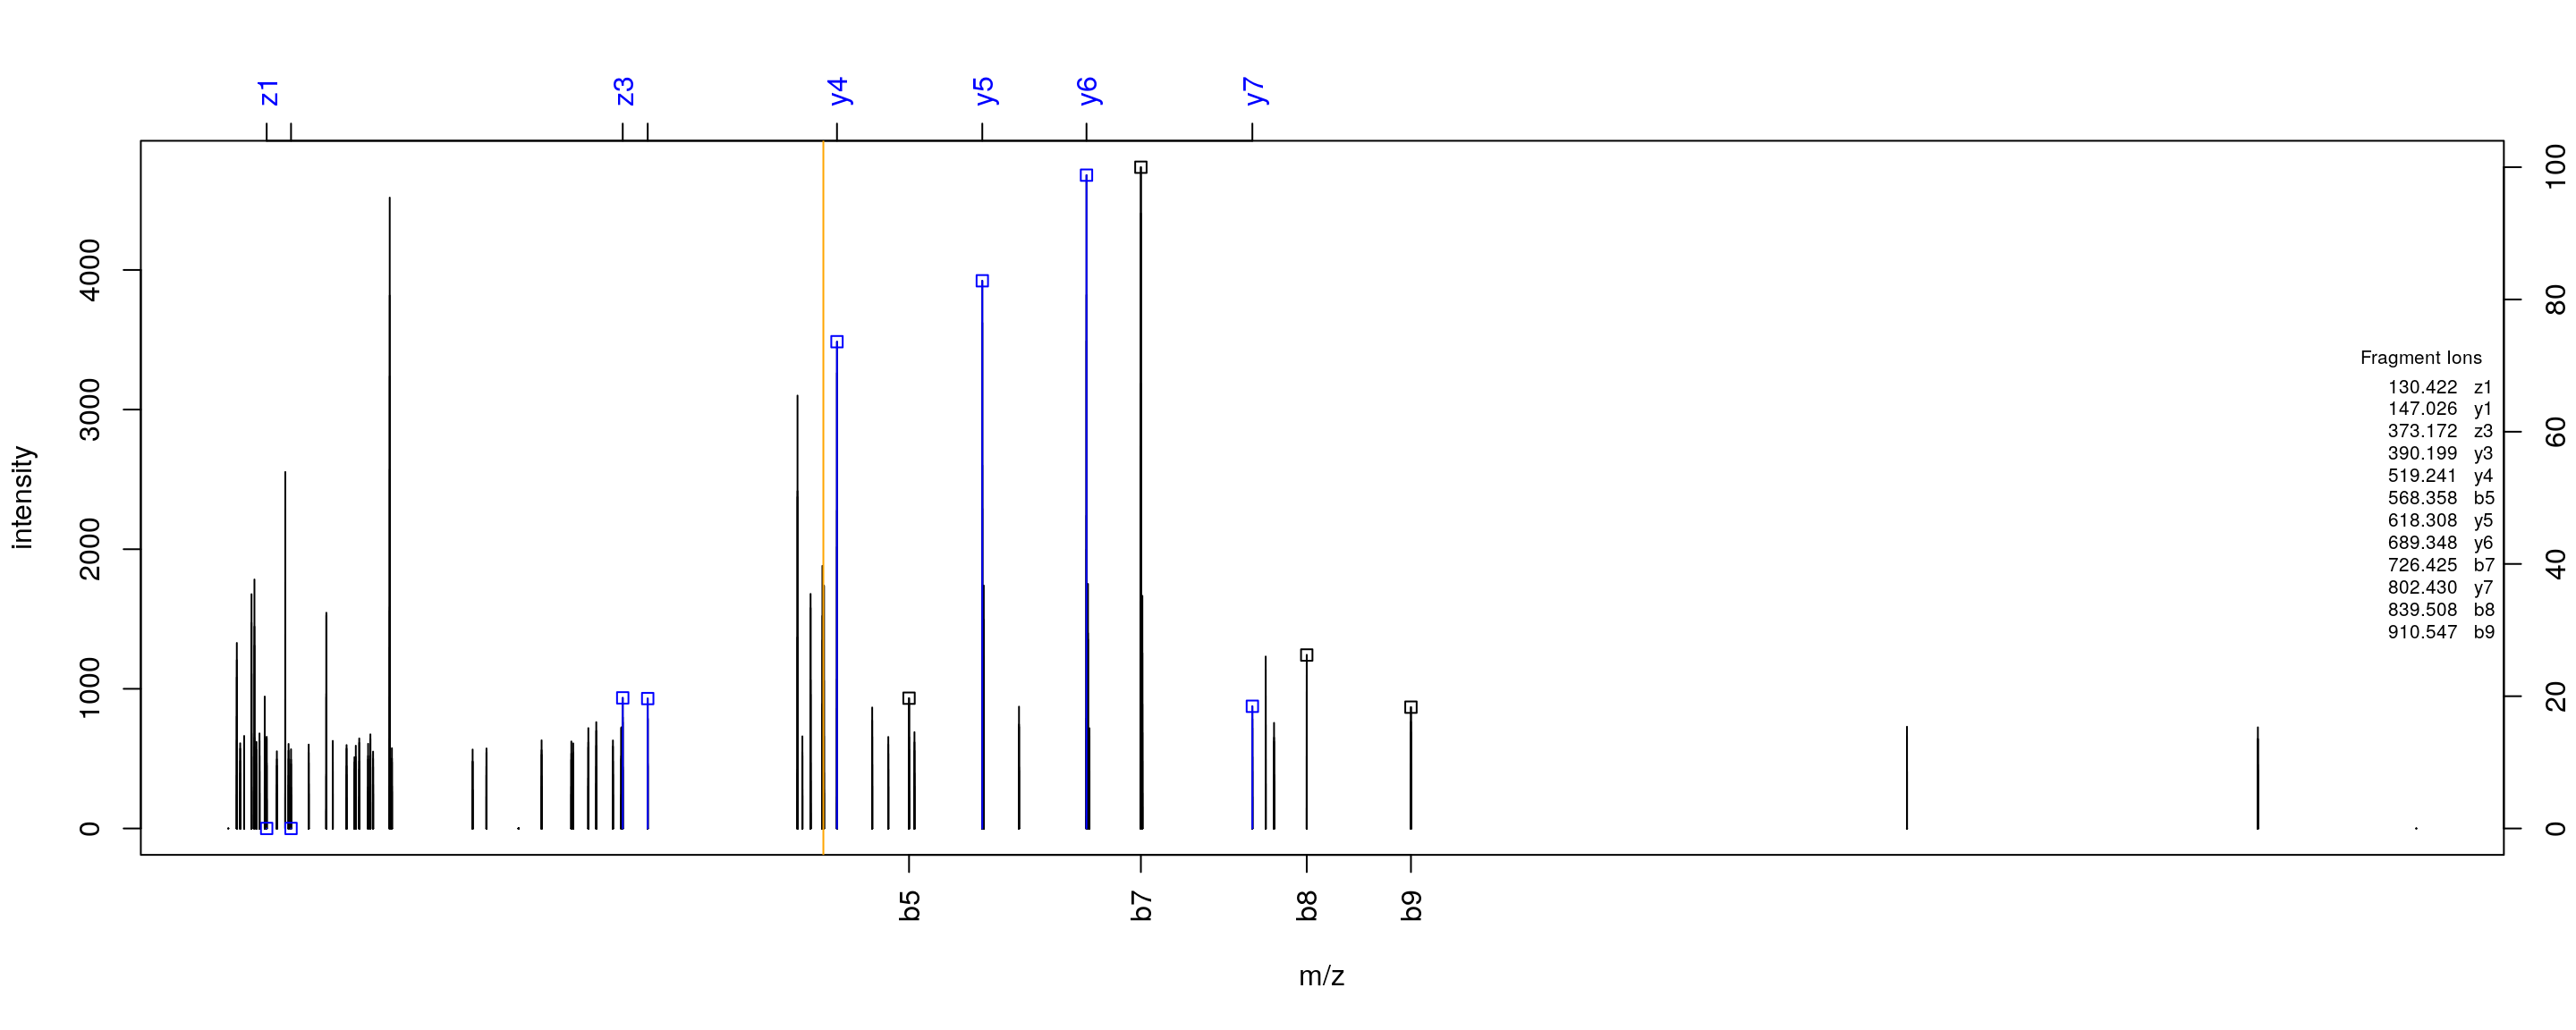 z1 z3 y4 y5 y6 y7
intensity
0 1000 2000 3000 4000
0 20 40 60 80 100
Fragment Ions
130.422 z1
147.026 y1
373.172 z3
390.199 y3
519.241 y4
568.358 b5
618.308 y5
689.348 y6
726.425 b7
802.430 y7
839.508 b8
910.547 b9
b5 b7 b8 b9
m/z